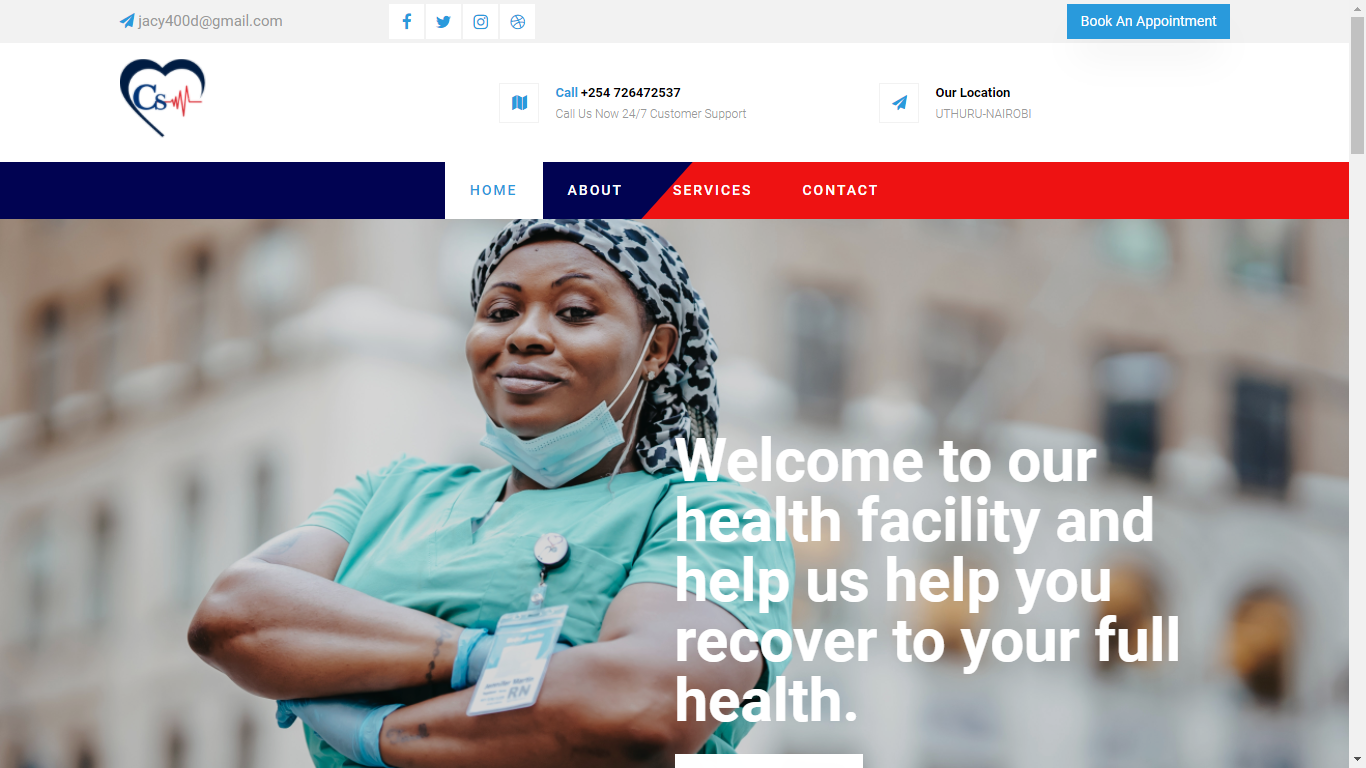 jacy400d@gmail.com
Book An Appointment
Cs
Call +254 726472537
Call Us Now 24/7 Customer Support
Our Location
UTHURU-NAIROBI
HOME
ABOUT
SERVICES
CONTACT
Welcome to our
health facility and
help us help you
recover to your full
health.
RN